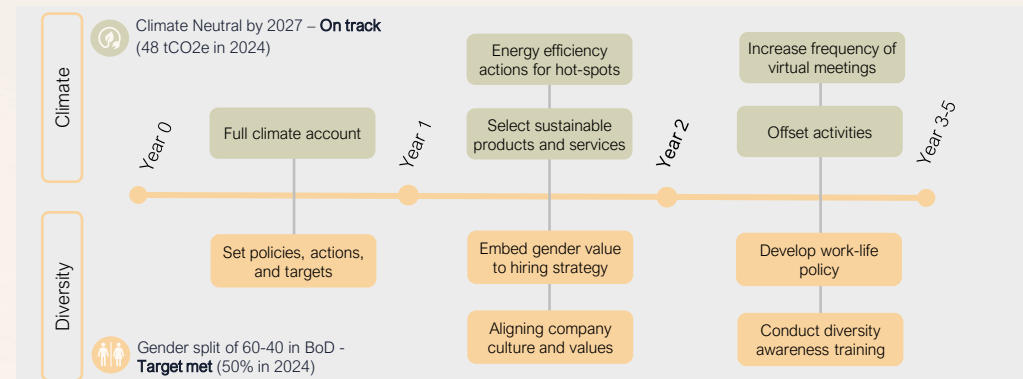 Climate
Climate Neutral by 2027 – On track
(48 tCO2e in 2024)
Energy efficiency
actions for hot-spots
Increase frequency of
virtual meetings
Full climate account
Select sustainable
products and services
Offset activities
Year 0
Year 1
Year 2
Year 3-5
Diversity
Set policies, actions,
and targets
Embed gender value
to hiring strategy
Develop work-life
policy
Aligning company
culture and values
Conduct diversity
awareness training
Gender split of 60-40 in BoD -
Target met (50% in 2024)